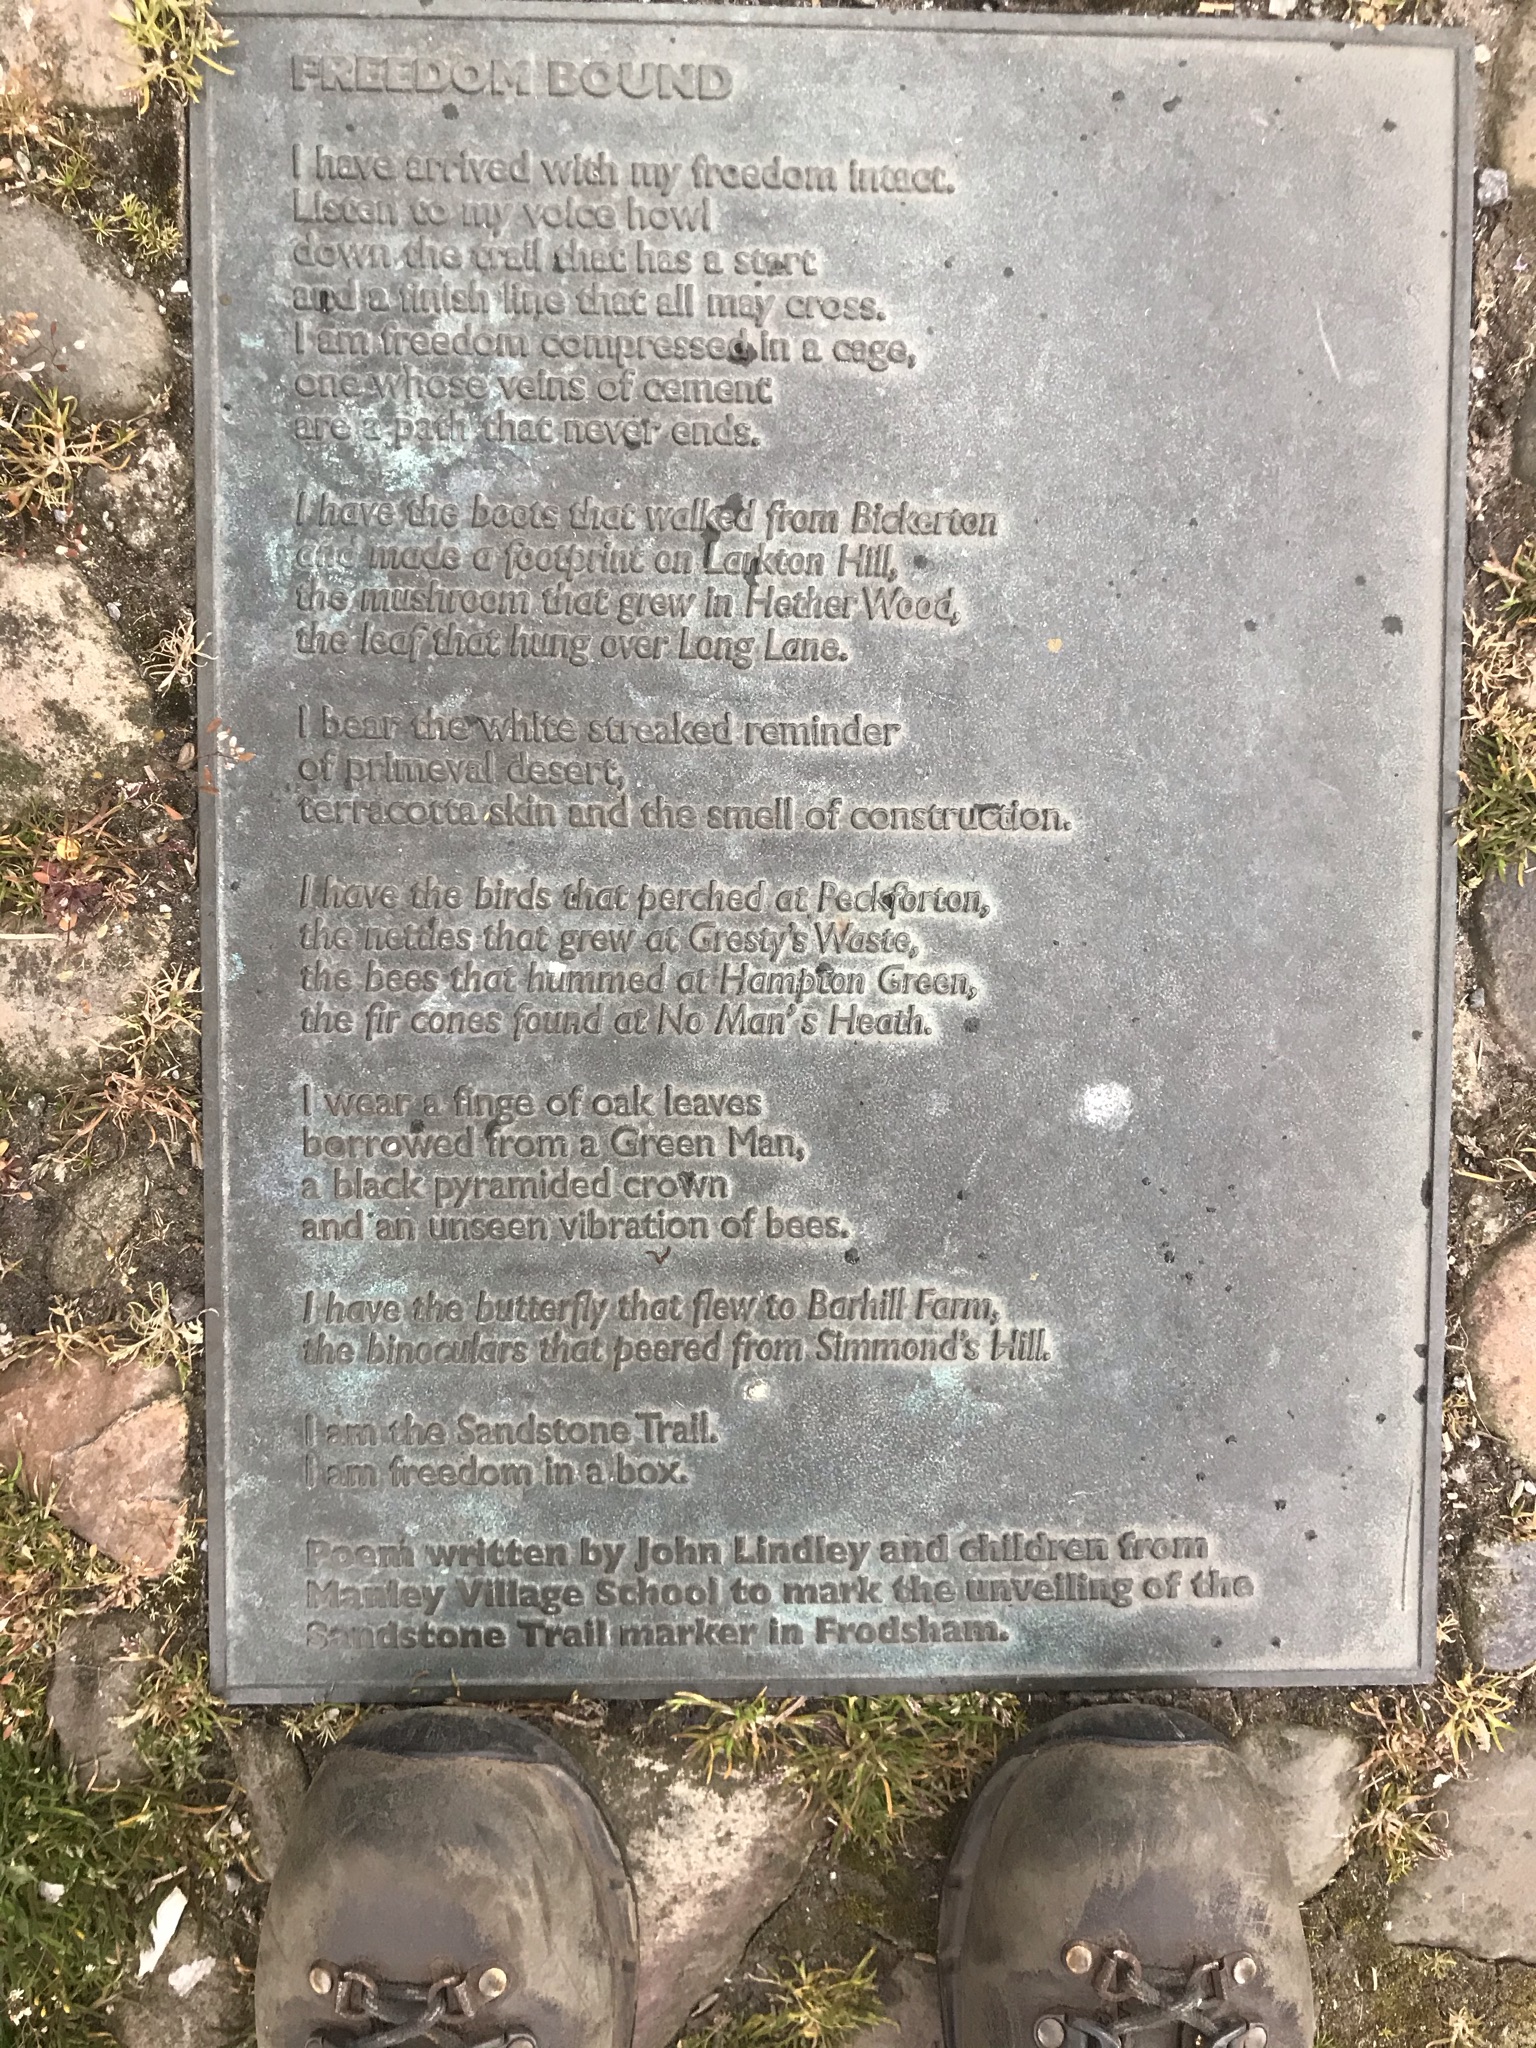 FREEDOM BOUND
I have arrived with my freedom intact.
Listen to my voice howl
down the trail that has a start
and a finish line that all may cross.
I am freedom compressed in a cage,
one whose veins of cement
are a path that never ends.
I have the boots that walked from Bickerton
and made a footprint on Larkton Hill,
the mushroom that grew in Hether Wood,
the leaf that hung over Long Lane.
I bear the white streaked reminder
of primeval desert,
terracotta skin and the smell of construction.
I have the birds that perched at Peckforton,
the nettles that grew at Gresty's Waste,
the bees that hummed at Hampton Green,
the fir cones found at No Man's Heath.
I wear a finge of oak leaves
borrowed from a Green Man,
a black pyramided crown
and an unseen vibration of bees.
I have the butterfly that flew to Barhill Farm,
the binoculars that peered from Simmond's Hill.
I am the Sandstone Trail.
I am freedom in a box.
Poem written by John Lindley and children from
Manley Village School to mark the unveiling of the
Sandstone Trail marker in Frodsham.